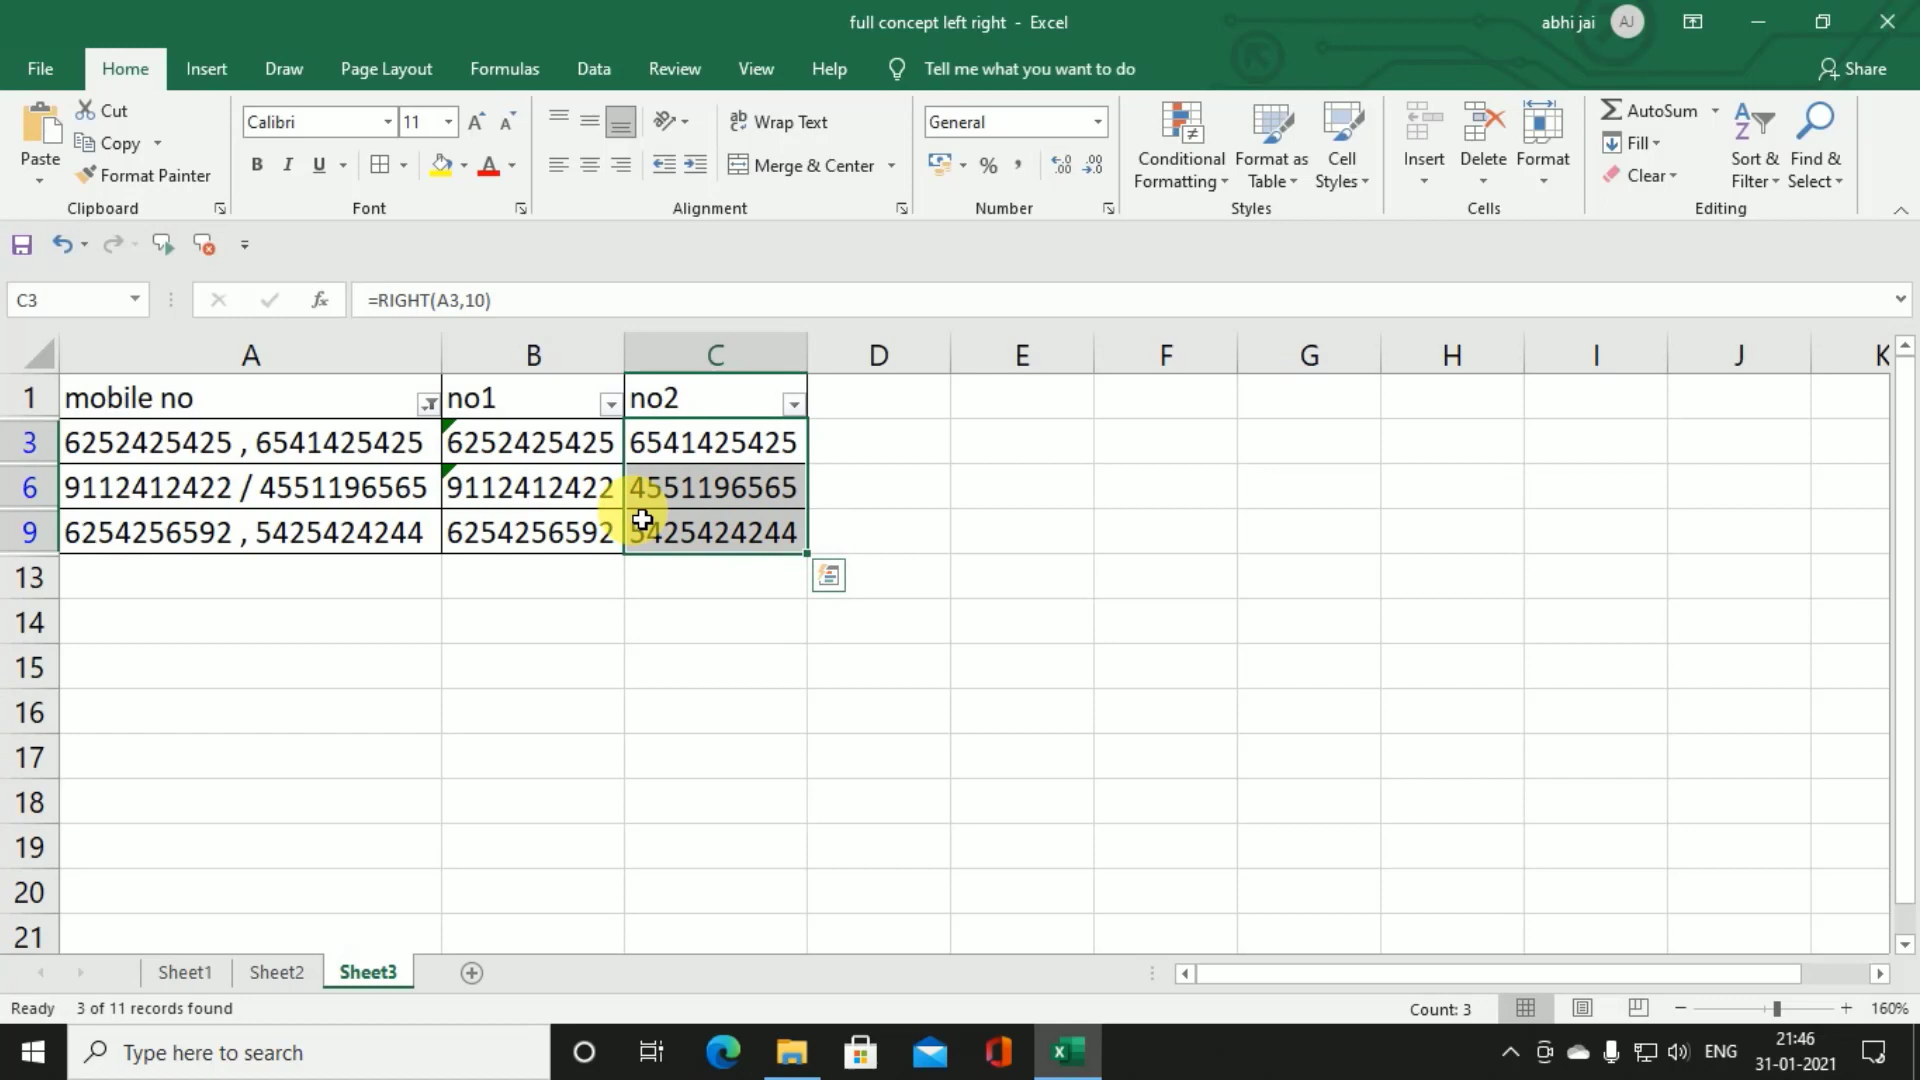 full concept left right - Excel
abhi jai
AJ
File Home Insert Draw Page Layout Formulas Data Review View Help Tell me what you want to do Share
Paste
Cut
Copy
Format Painter
Clipboard
Calibri 11
B I U
Font
Wrap Text
Merge & Center
Alignment
General
Number
Conditional Formatting
Format as Table
Cell Styles
Styles
Insert Delete Format
Cells
AutoSum
Fill
Clear
Sort & Filter
Find & Select
Editing
C3 fx =RIGHT(A3,10)
A B C D E F G H I J K
1 mobile no no1 no2
3 6252425425 , 6541425425 6252425425 6541425425
6 9112412422 / 4551196565 9112412422 4551196565
9 6254256592 , 5425424244 6254256592 5425424244
13
14
15
16
17
18
19
20
21
Sheet1 Sheet2 Sheet3
Ready 3 of 11 records found Count: 3 160%
Type here to search
ENG
21:46
31-01-2021